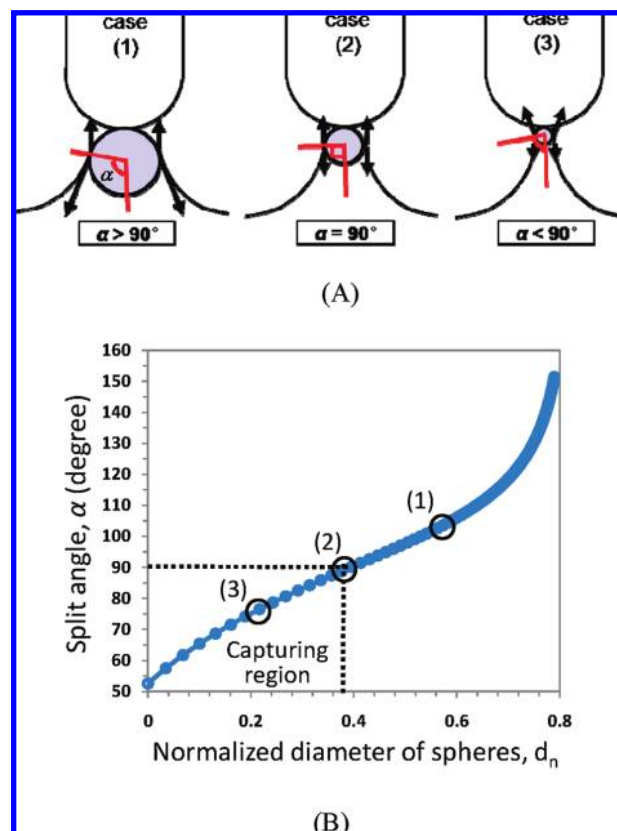 case
(1)
case
(2)
case
(3)
α
α > 90°
α = 90°
α < 90°
(A)
160
150
140
130
120
110
100
90
80
70
60
50
Split angle, α (degree)
(1)
(2)
(3)
Capturing
region
0
0.2
0.4
0.6
0.8
Normalized diameter of spheres, dn
(B)